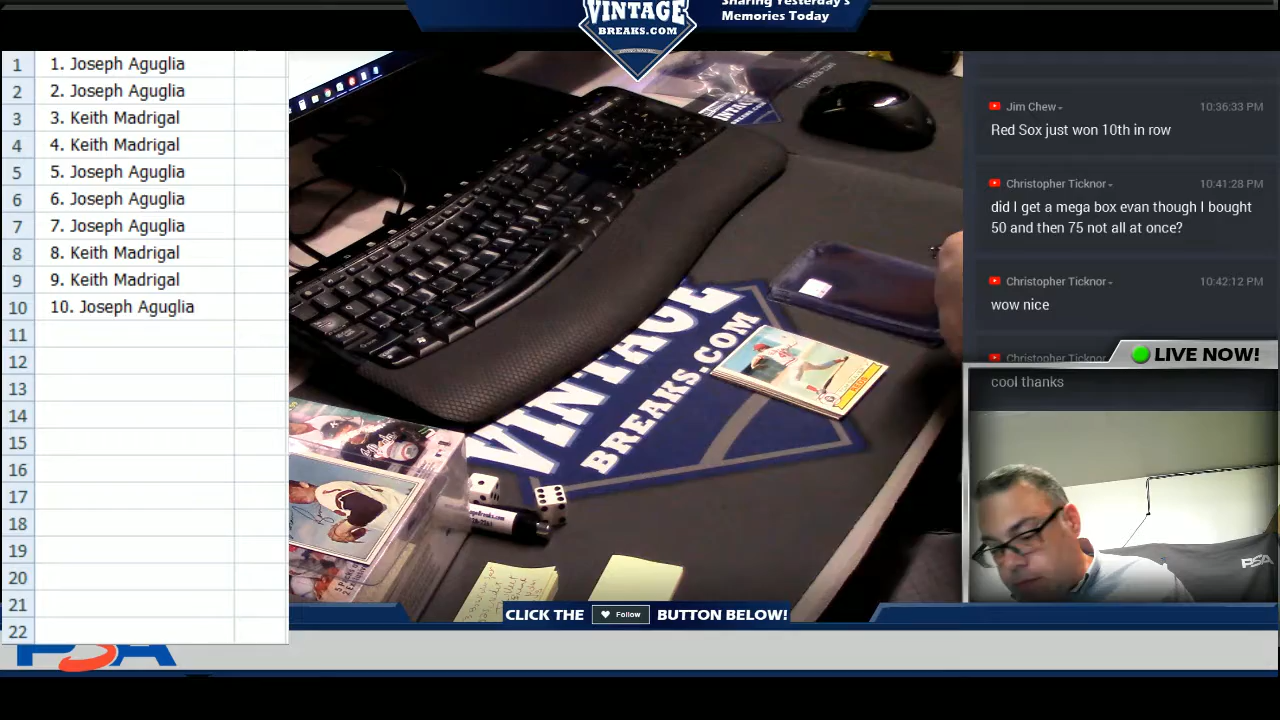 Sharing Yesterday's
Memories Today
VINTAGE
BREAKS.COM
1 1. Joseph Aguglia
2 2. Joseph Aguglia
3 3. Keith Madrigal
4 4. Keith Madrigal
5 5. Joseph Aguglia
6 6. Joseph Aguglia
7 7. Joseph Aguglia
8 8. Keith Madrigal
9 9. Keith Madrigal
10 10. Joseph Aguglia
11
12
13
14
15
16
17
18
19
20
21
22
Jim Chew 10:36:33 PM
Red Sox just won 10th in row
Christopher Ticknor 10:41:28 PM
did I get a mega box evan though I bought
50 and then 75 not all at once?
Christopher Ticknor 10:42:12 PM
wow nice
Christopher Ticknor
LIVE NOW!
cool thanks
VINTAGE
BREAKS.COM
REDS
PSA
CLICK THE Follow BUTTON BELOW!
PSA